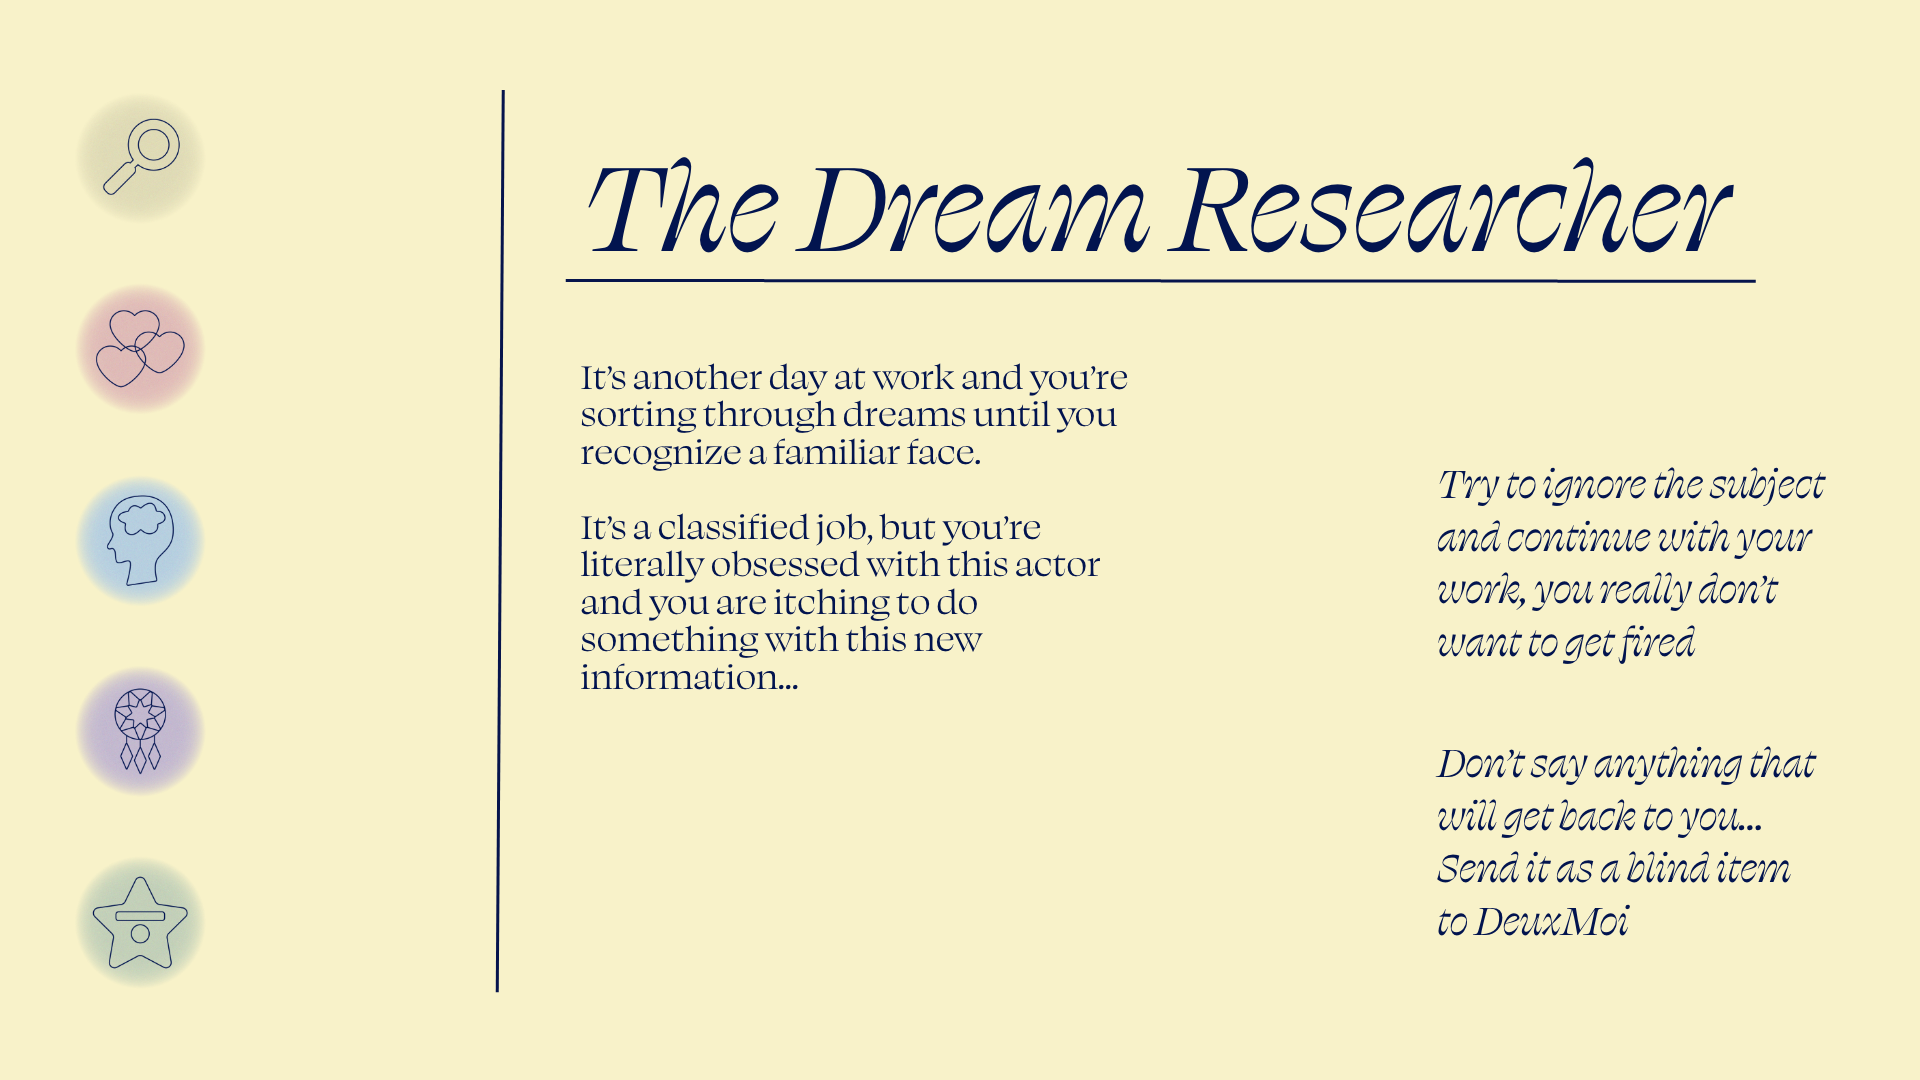 The Dream Researcher
It’s another day at work and you’re
sorting through dreams until you
recognize a familiar face.
It’s a classified job, but you’re
literally obsessed with this actor
and you are itching to do
something with this new
information...
Try to ignore the subject
and continue with your
work, you really don’t
want to get fired
Don’t say anything that
will get back to you...
Send it as a blind item
to DeuxMoi